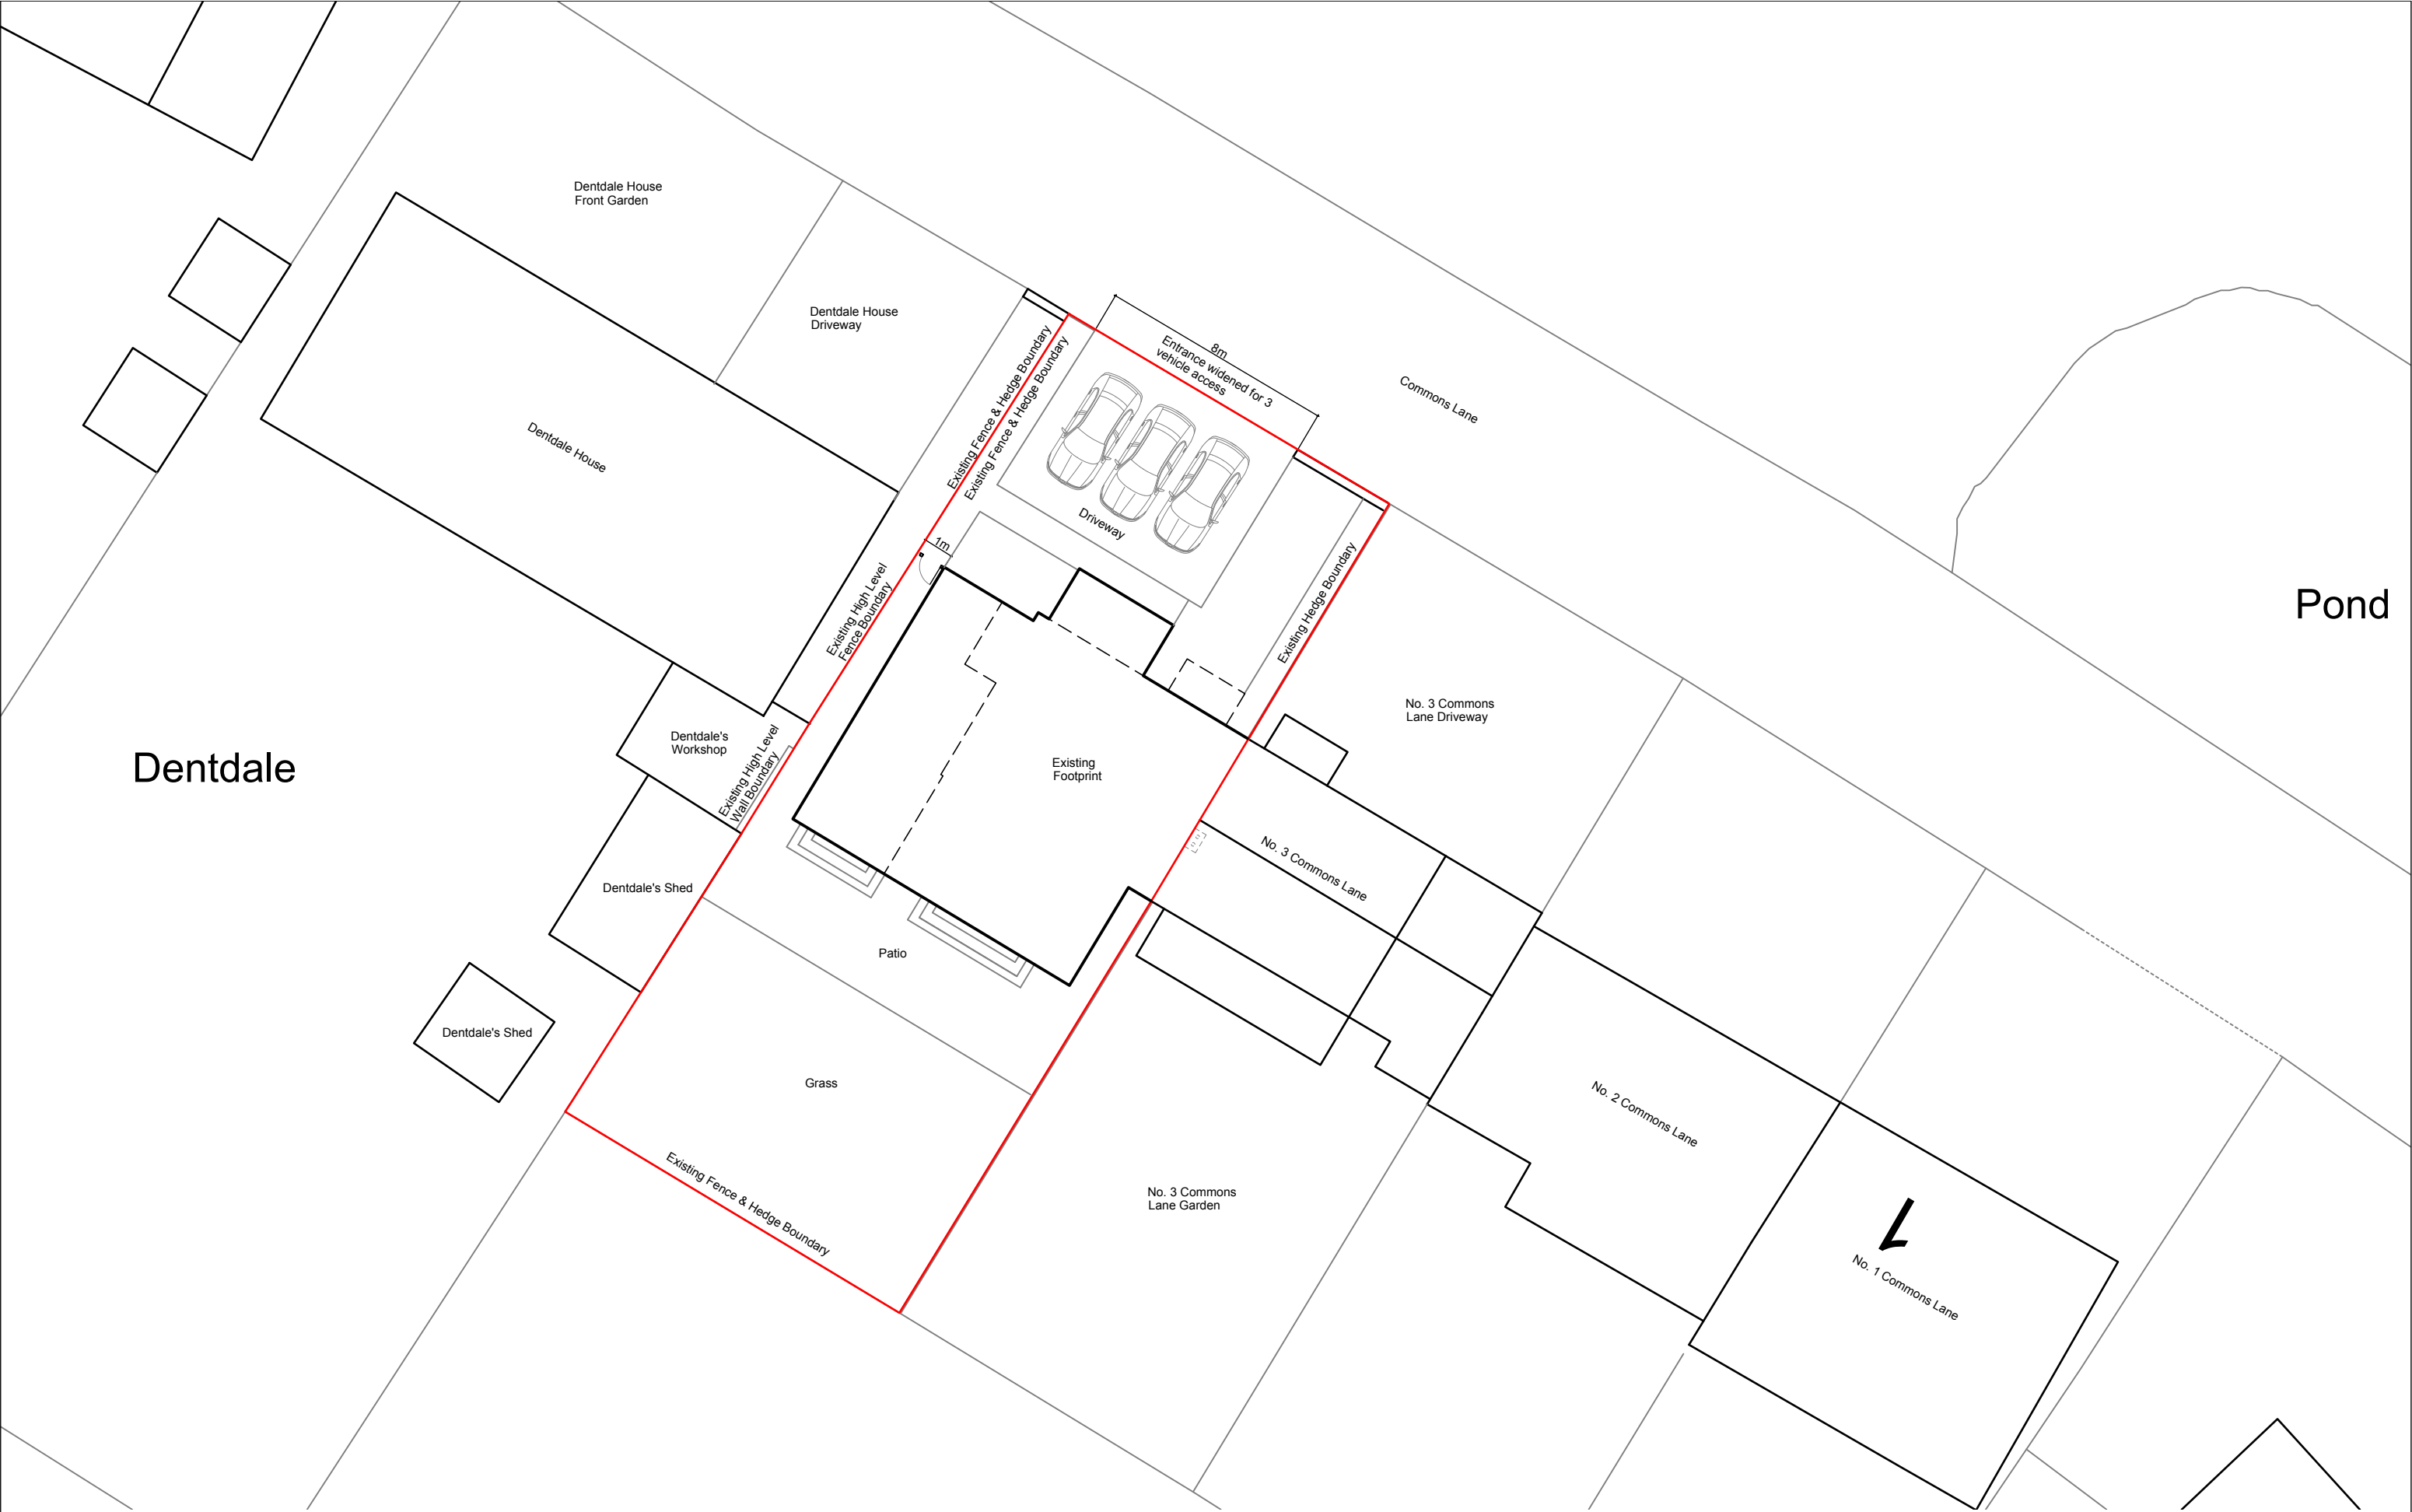 Dentdale House
Front Garden
Dentdale House
Driveway
Existing Fence & Hedge Boundary
Existing Fence & Hedge Boundary
8m
Entrance widened for 3
vehicle access
Commons Lane
Dentdale House
Driveway
1m
Existing High Level
Fence Boundary
Existing Hedge Boundary
Pond
No. 3 Commons
Lane Driveway
Dentdale's
Workshop
Existing High Level
Wall Boundary
Dentdale
Existing
Footprint
No. 3 Commons Lane
Dentdale's Shed
Patio
Dentdale's Shed
Grass
No. 2 Commons Lane
Existing Fence & Hedge Boundary
No. 3 Commons
Lane Garden
1
No. 1 Commons Lane